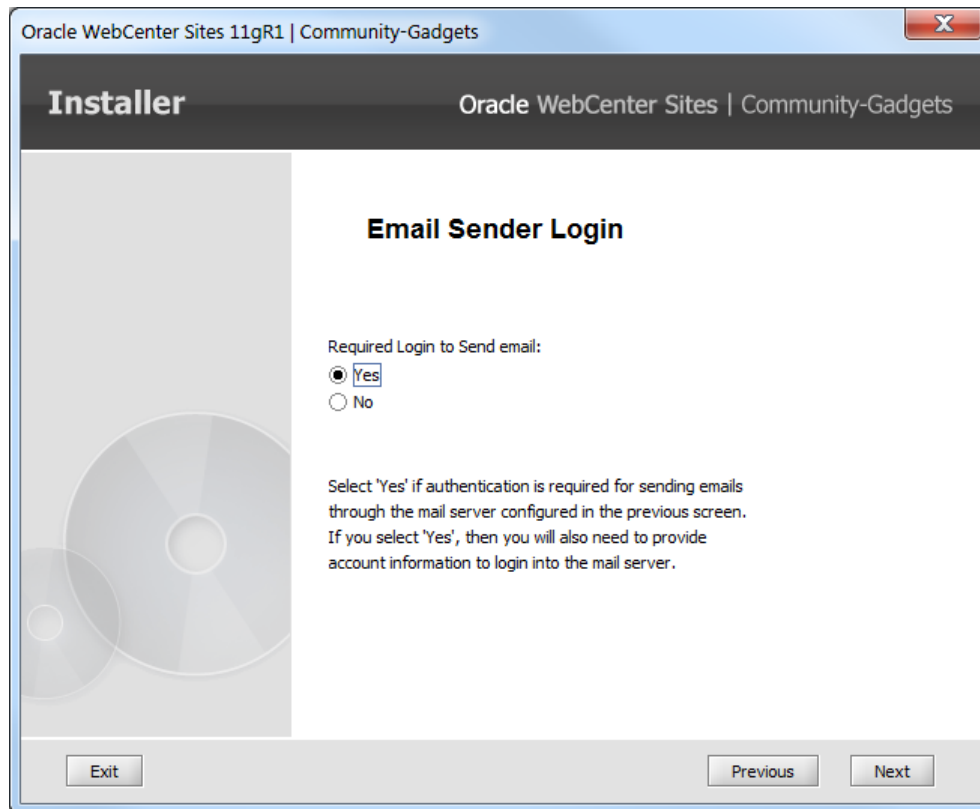 Oracle WebCenter Sites 11gR1 | Community-Gadgets
Installer
Oracle WebCenter Sites | Community-Gadgets
Email Sender Login
Required Login to Send email:
Yes
No
Select 'Yes' if authentication is required for sending emails
through the mail server configured in the previous screen.
If you select 'Yes', then you will also need to provide
account information to login into the mail server.
Exit
Previous
Next